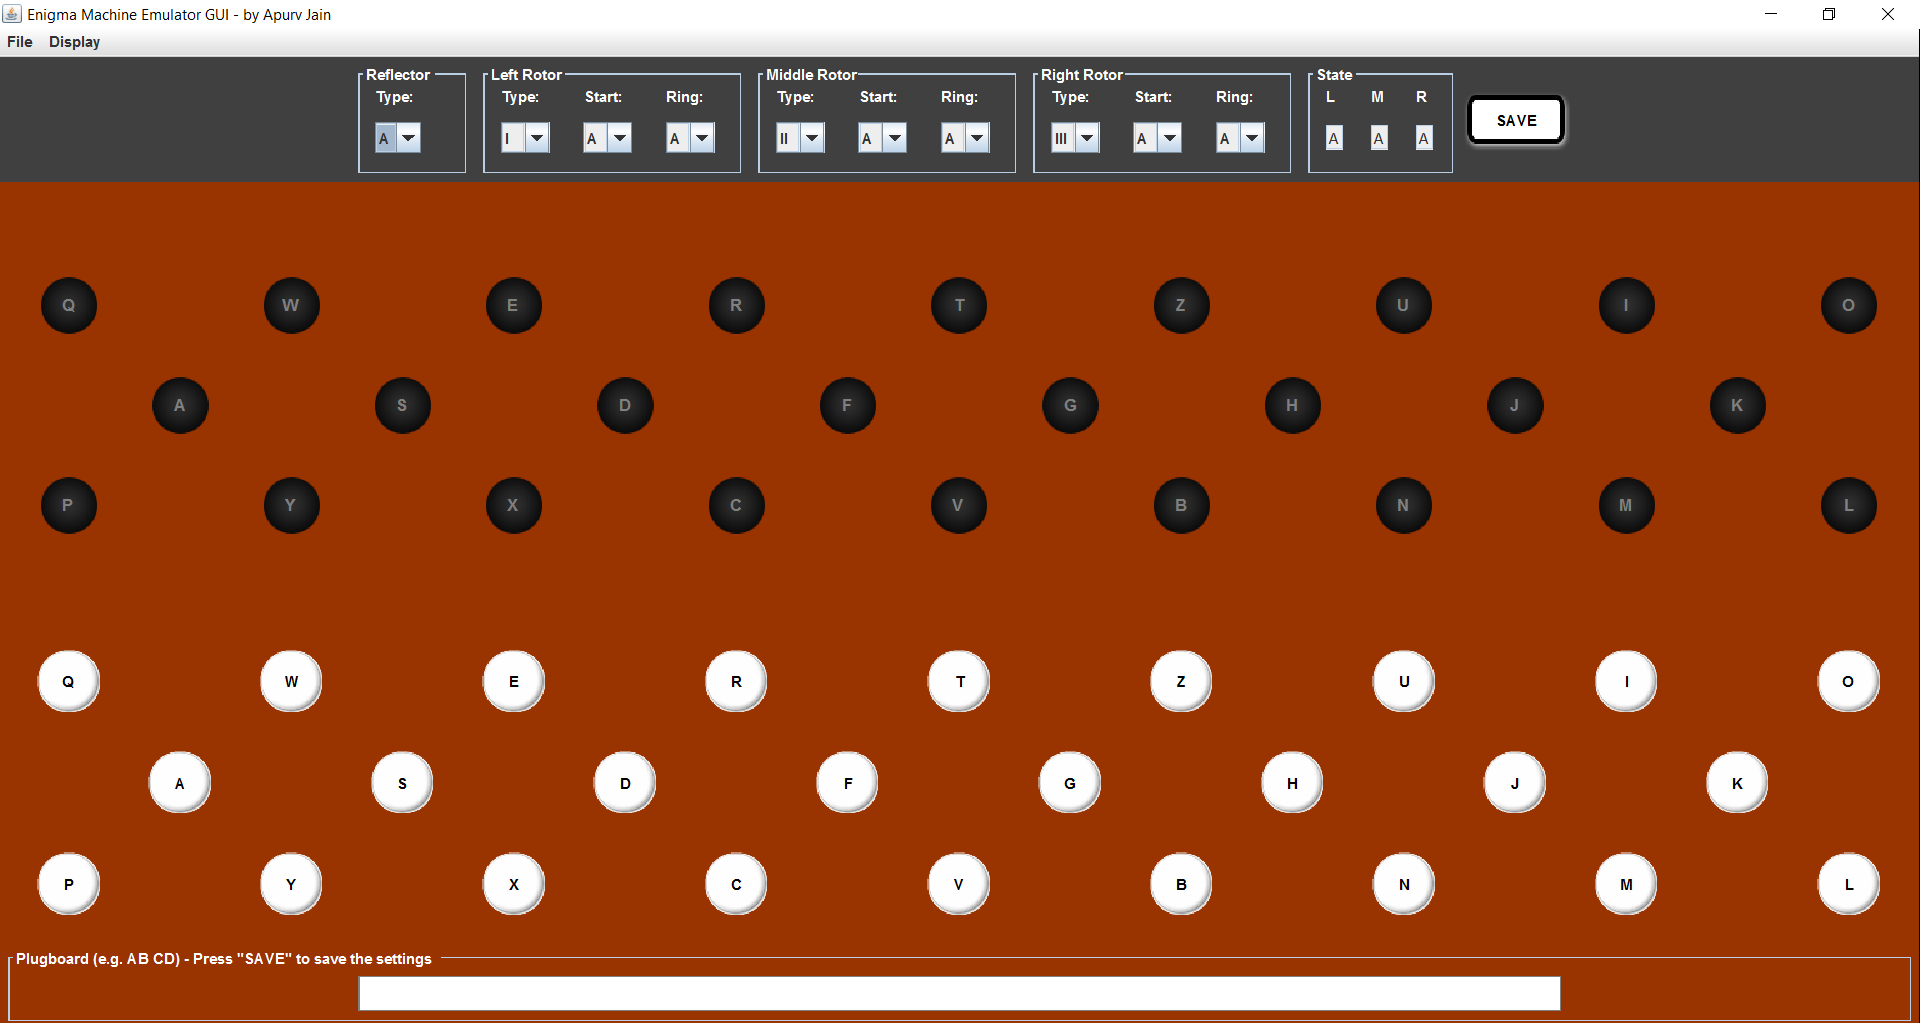 Enigma Machine Emulator GUI - by Apurv Jain
File Display
Reflector Left Rotor Middle Rotor Right Rotor State
Type: Type: Start: Ring: Type: Start: Ring: Type: Start: Ring: L M R
A I A A II A A III A A A A A SAVE
Q W E R T Z U I O
A S D F G H J K
P Y X C V B N M L
Q W E R T Z U I O
A S D F G H J K
P Y X C V B N M L
Plugboard (e.g. AB CD) - Press "SAVE" to save the settings